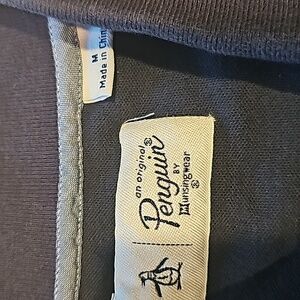 M
Made in China
an original
Penguin®
BY
Munsingwear
®